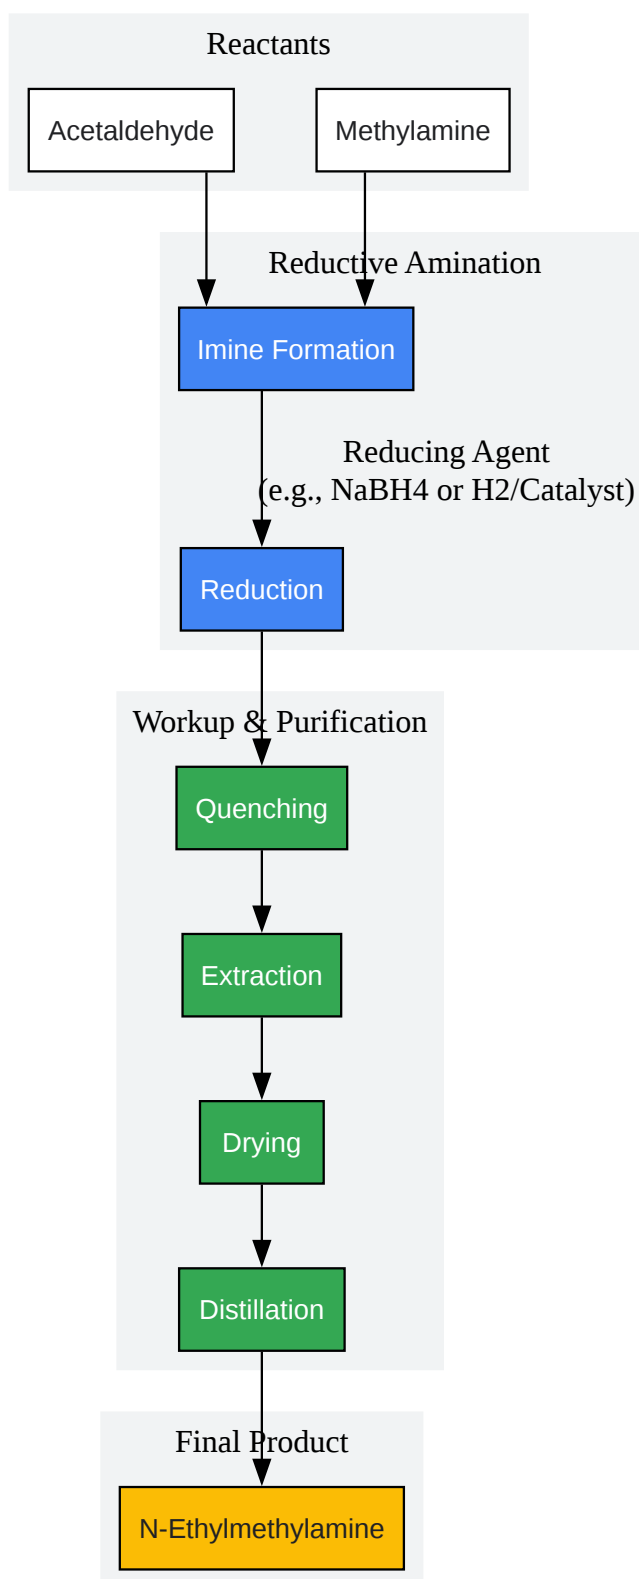 Reactants
Acetaldehyde
Methylamine
Reductive Amination
Imine Formation
Reducing Agent
(e.g., NaBH4 or H2/Catalyst)
Reduction
Workup & Purification
Quenching
Extraction
Drying
Distillation
Final Product
N-Ethylmethylamine